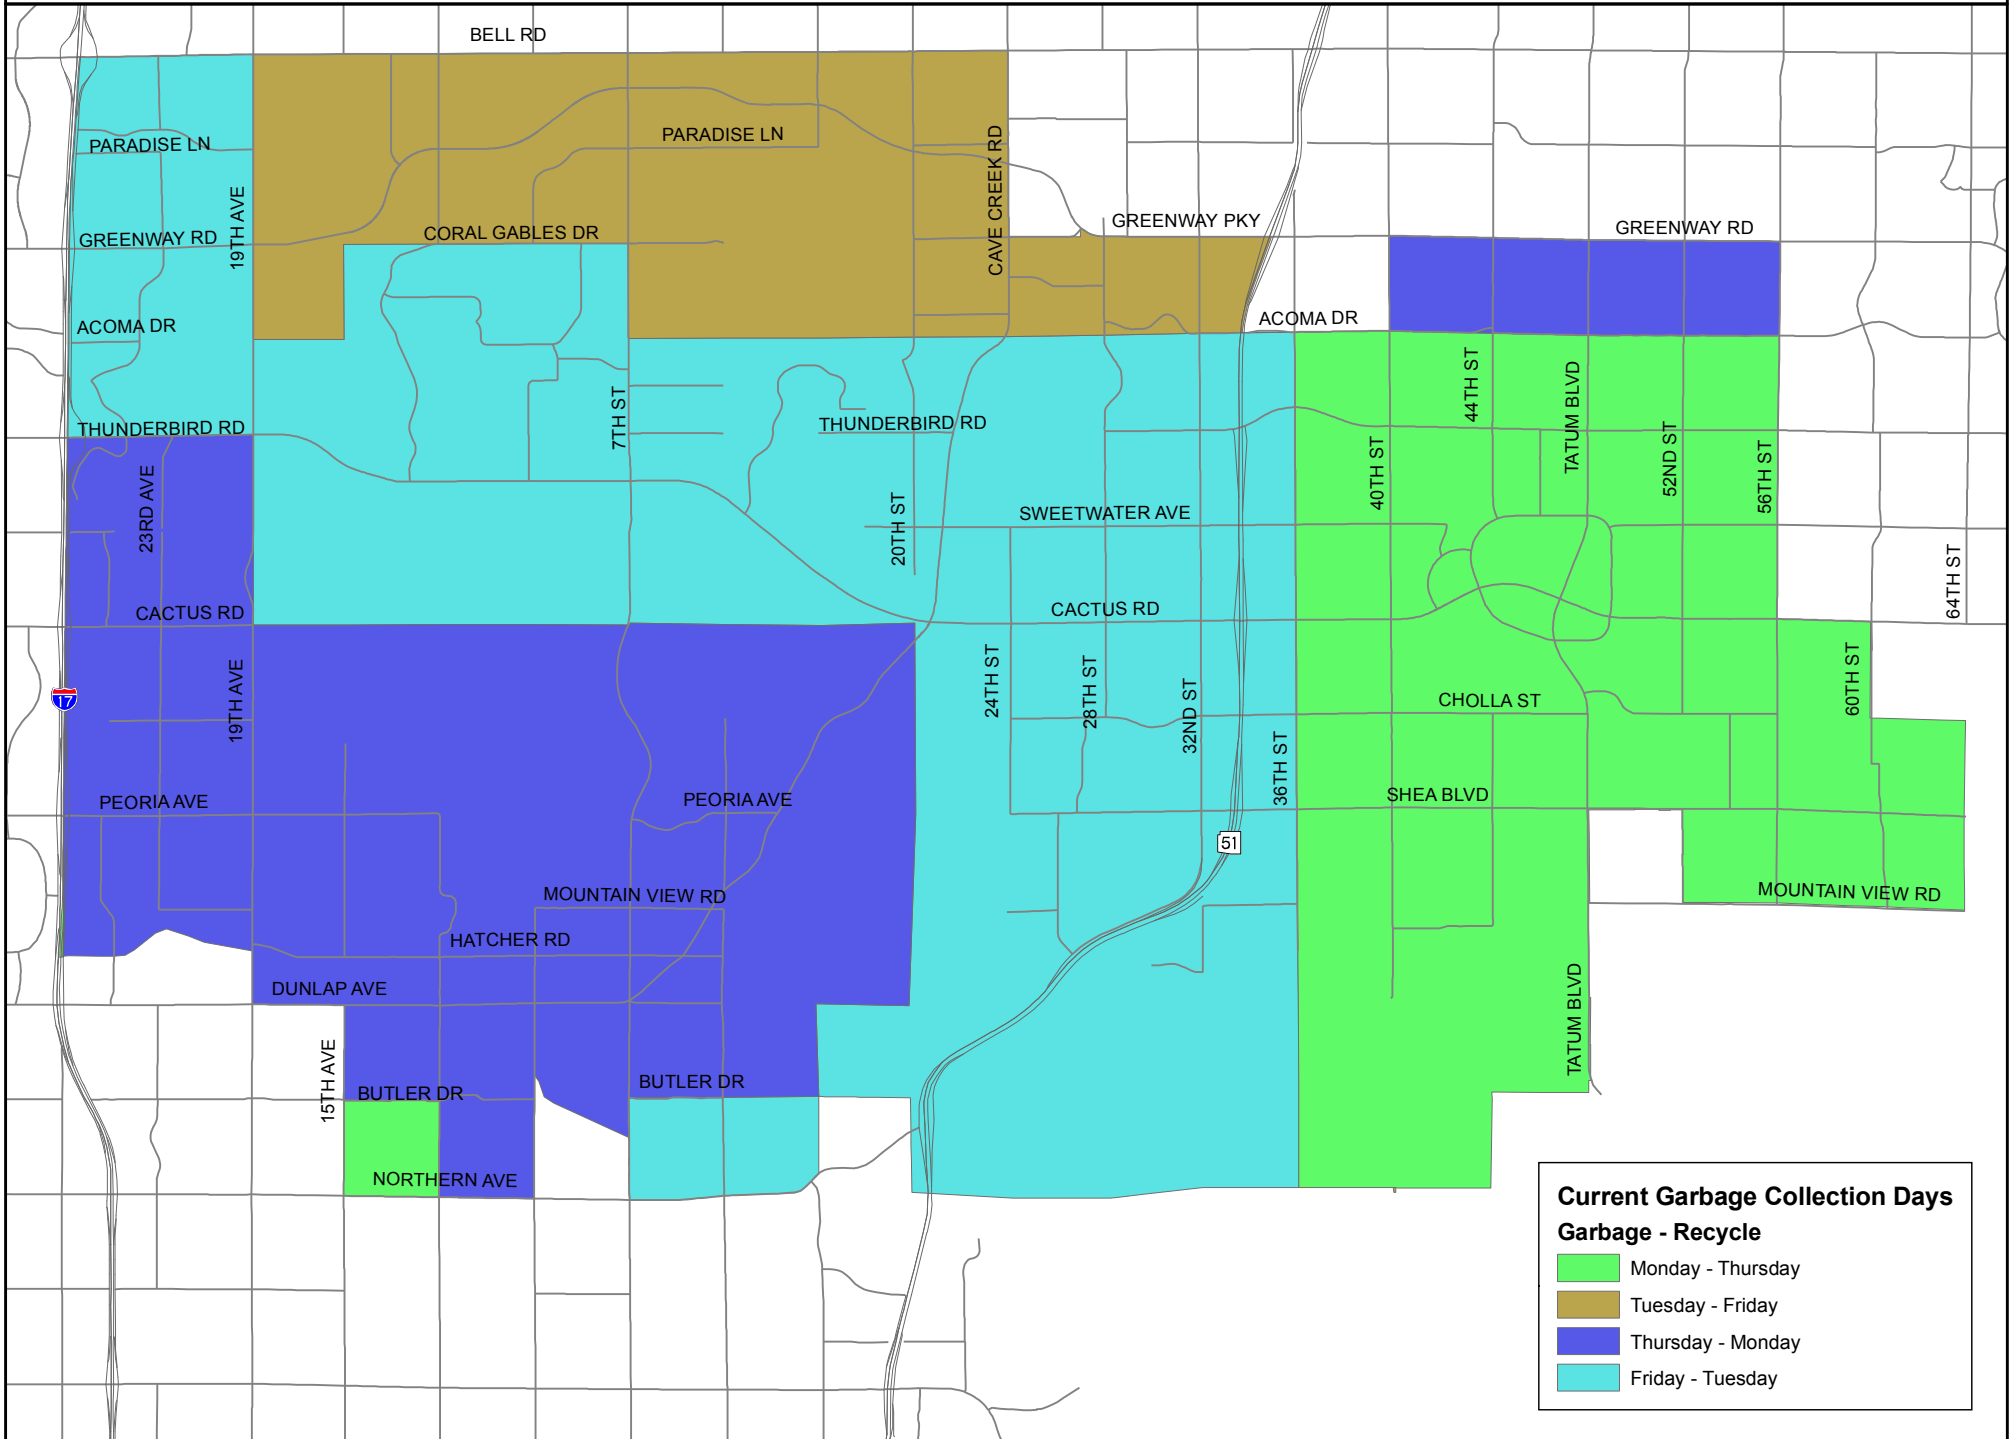 BELL RD
PARADISE LN
PARADISE LN
CAVE CREEK RD
19TH AVE
GREENWAY RD
CORAL GABLES DR
GREENWAY PKY
GREENWAY RD
ACOMA DR
ACOMA DR
44TH ST
TATUM BLVD
7TH ST
THUNDERBIRD RD
THUNDERBIRD RD
40TH ST
52ND ST
56TH ST
23RD AVE
20TH ST
SWEETWATER AVE
64TH ST
CACTUS RD
CACTUS RD
19TH AVE
24TH ST
28TH ST
32ND ST
CHOLLA ST
60TH ST
17
36TH ST
PEORIA AVE
PEORIA AVE
SHEA BLVD
51
MOUNTAIN VIEW RD
MOUNTAIN VIEW RD
HATCHER RD
DUNLAP AVE
TATUM BLVD
15TH AVE
BUTLER DR
BUTLER DR
NORTHERN AVE
Current Garbage Collection Days
Garbage - Recycle
Monday - Thursday
Tuesday - Friday
Thursday - Monday
Friday - Tuesday